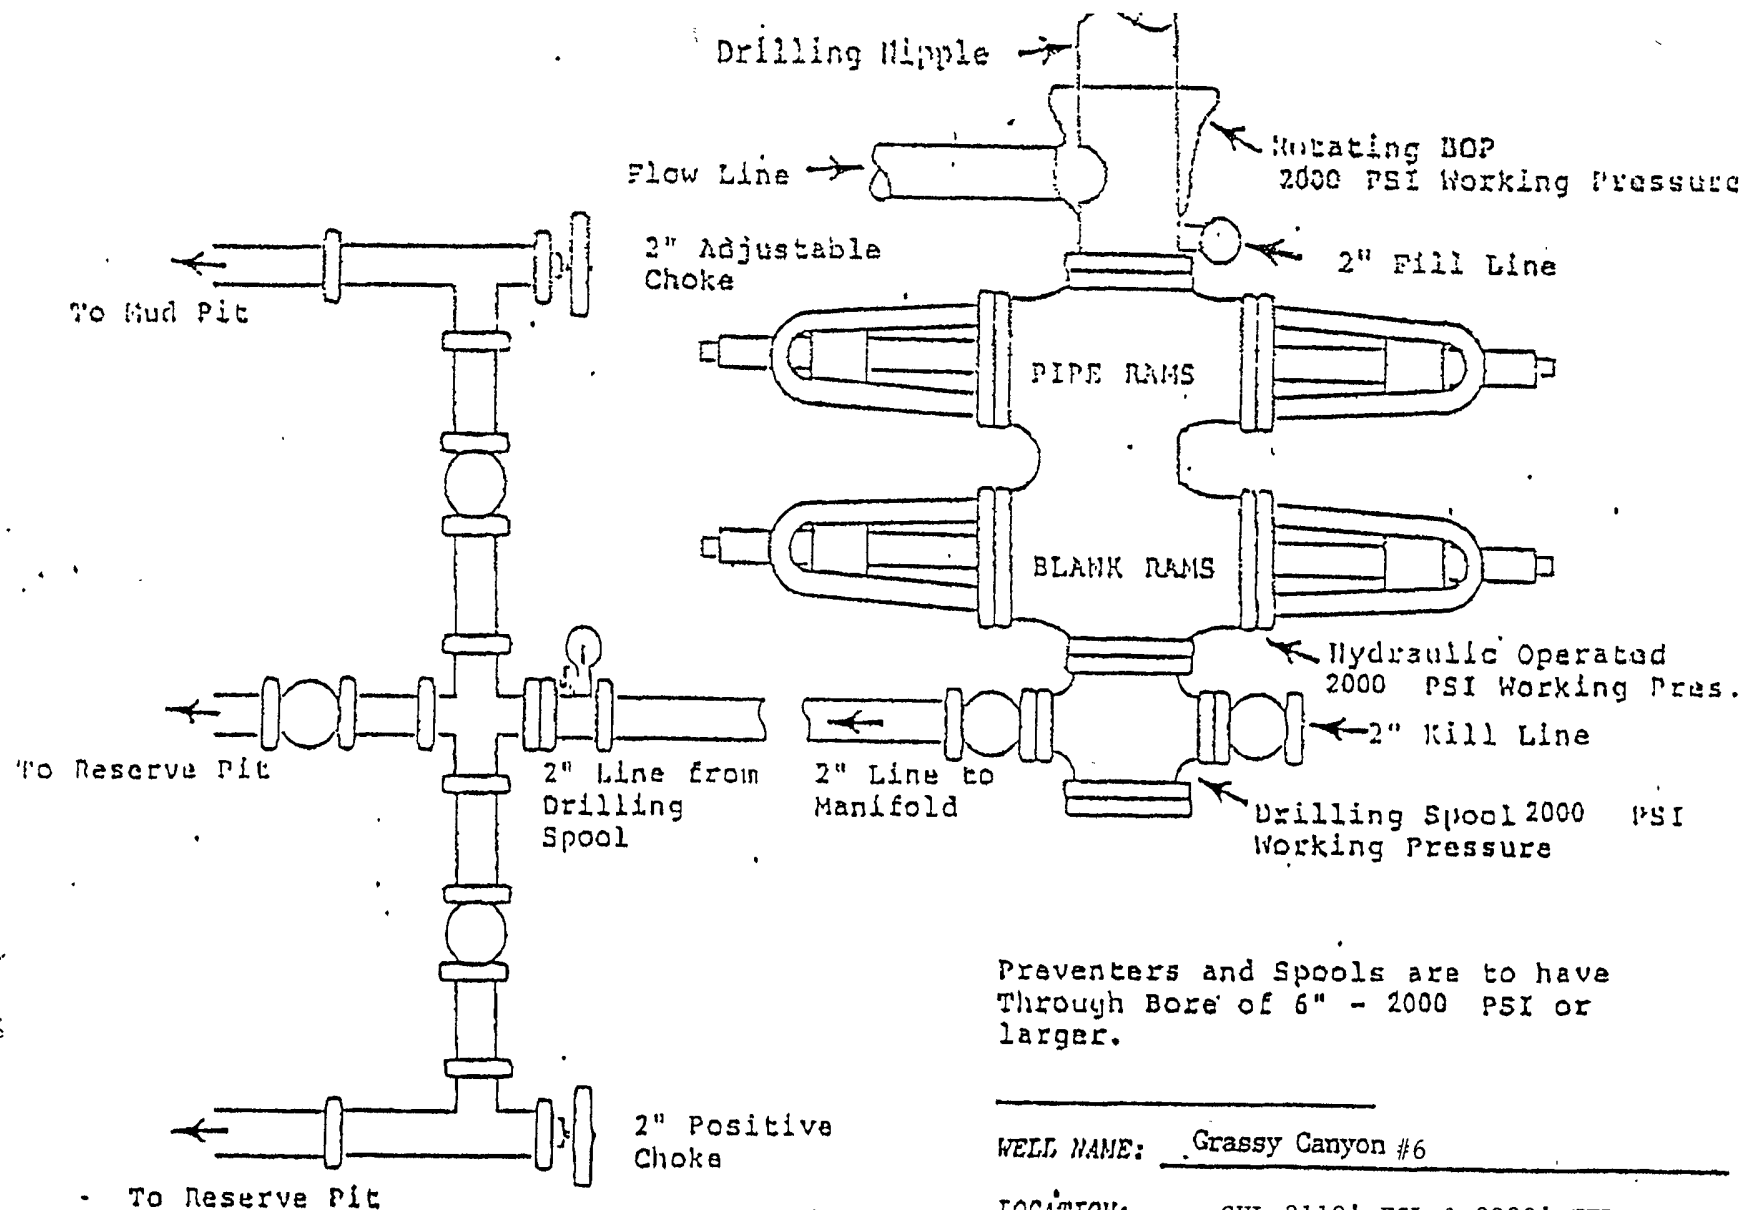 Drilling Nipple
Rotating BOP
2000 PSI Working Pressure
Flow Line
2" Fill Line
2" Adjustable
Choke
To Mud Pit
PIPE RAMS
BLANK RAMS
Hydraulic Operated
2000 PSI Working Pres.
2" Kill Line
To Reserve Pit
2" Line from
Drilling
Spool
2" Line to
Manifold
Drilling Spool 2000 PSI
Working Pressure
Preventers and Spools are to have
Through Bore of 6" - 2000 PSI or
larger.
WELL NAME: Grassy Canyon #6
2" Positive
Choke
To Reserve Pit
LOCATION: